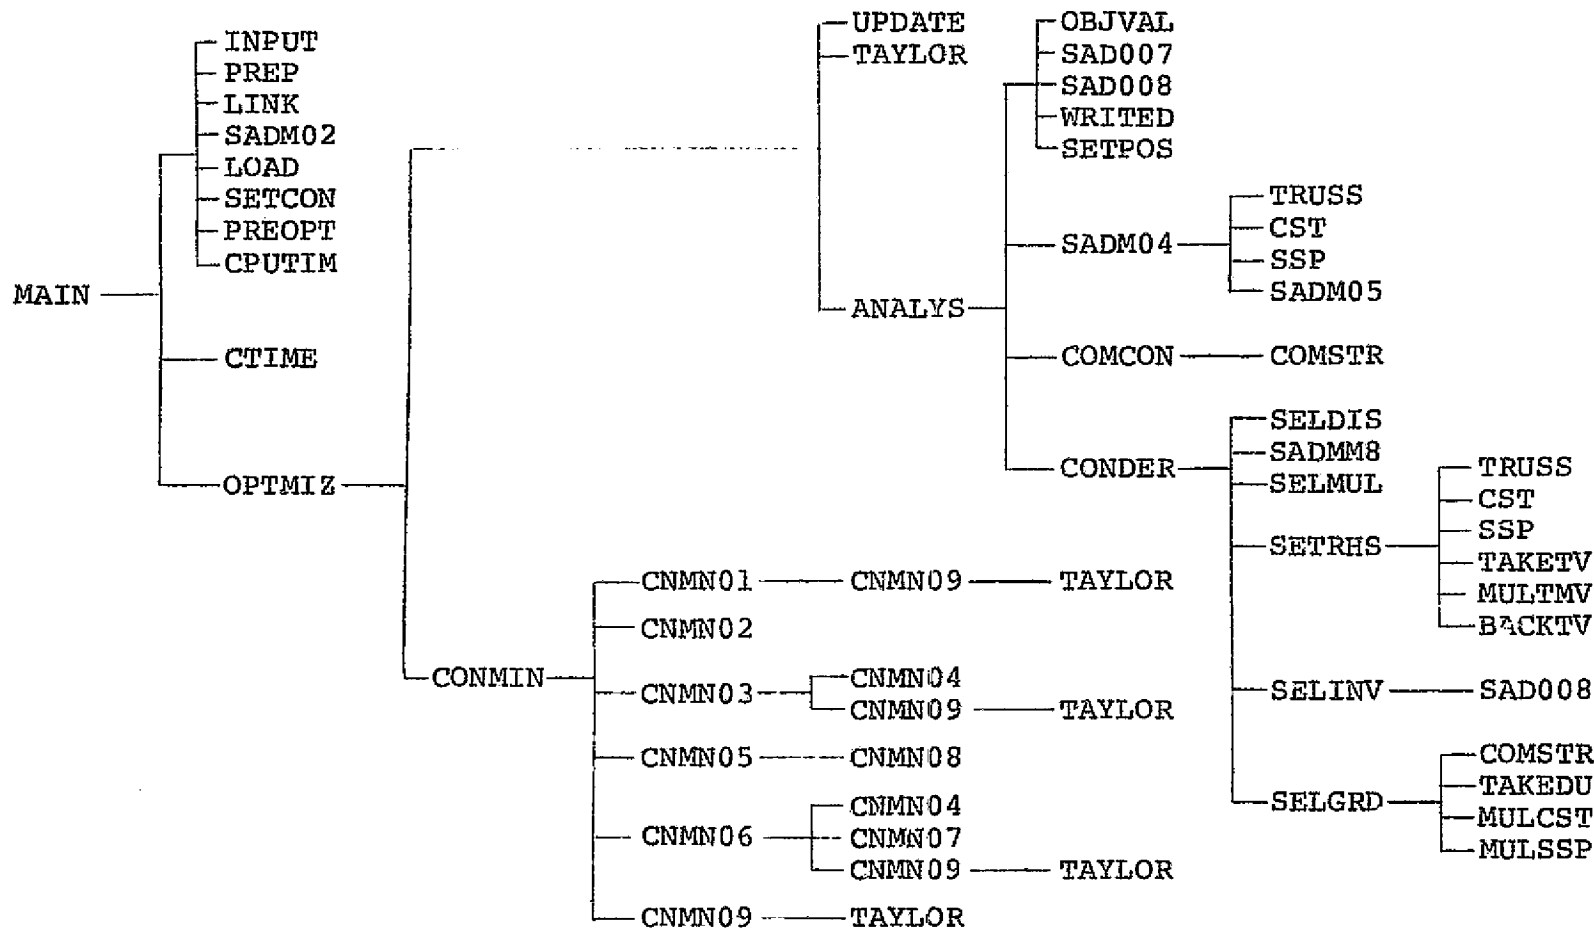 INPUT
PREP
LINK
SADM02
LOAD
SETCON
PREOPT
CPUTIM
MAIN
CTIME
OPTMIZ
UPDATE
TAYLOR
ANALYS
OBJVAL
SAD007
SAD008
WRITED
SETPOS
SADM04
TRUSS
CST
SSP
SADM05
COMCON
COMSTR
CONDER
SELDIS
SADMM8
SELMUL
SETRHS
TRUSS
CST
SSP
TAKETV
MULTMV
BACKTV
SELINV
SAD008
SELGRD
COMSTR
TAKEDU
MULCST
MULSSP
CONMIN
CNMN01
CNMN09
TAYLOR
CNMN02
CNMN03
CNMN04
CNMN09
TAYLOR
CNMN05
CNMN08
CNMN06
CNMN04
CNMN07
CNMN09
TAYLOR
CNMN09
TAYLOR